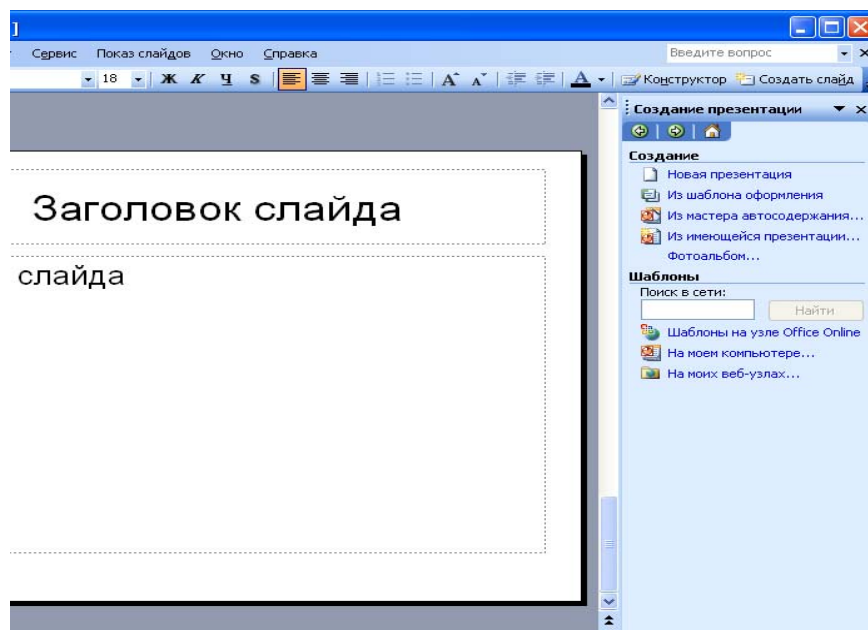 ]
Сервис Показ слайдов Окно Справка Введите вопрос
18 Ж К Ч S A A A Конструктор Создать слайд
Создание презентации
Создание
Новая презентация
Из шаблона оформления
Из мастера автосодержания...
Из имеющейся презентации...
Фотоальбом...
Шаблоны
Поиск в сети:
Найти
Шаблоны на узле Office Online
На моем компьютере...
На моих веб-узлах...
Заголовок слайда
слайда